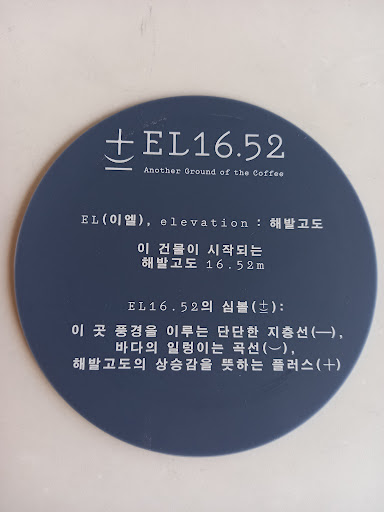 EL16.52
Another Ground of the Coffee
EL(이엘), elevation : 해발고도
이 건물이 시작되는
해발고도 16.52m
EL16.52의 심볼(±):
이 곳 풍경을 이루는 단단한 지층선(—),
바다의 일렁이는 곡선(⌣),
해발고도의 상승감을 뜻하는 플러스(+)